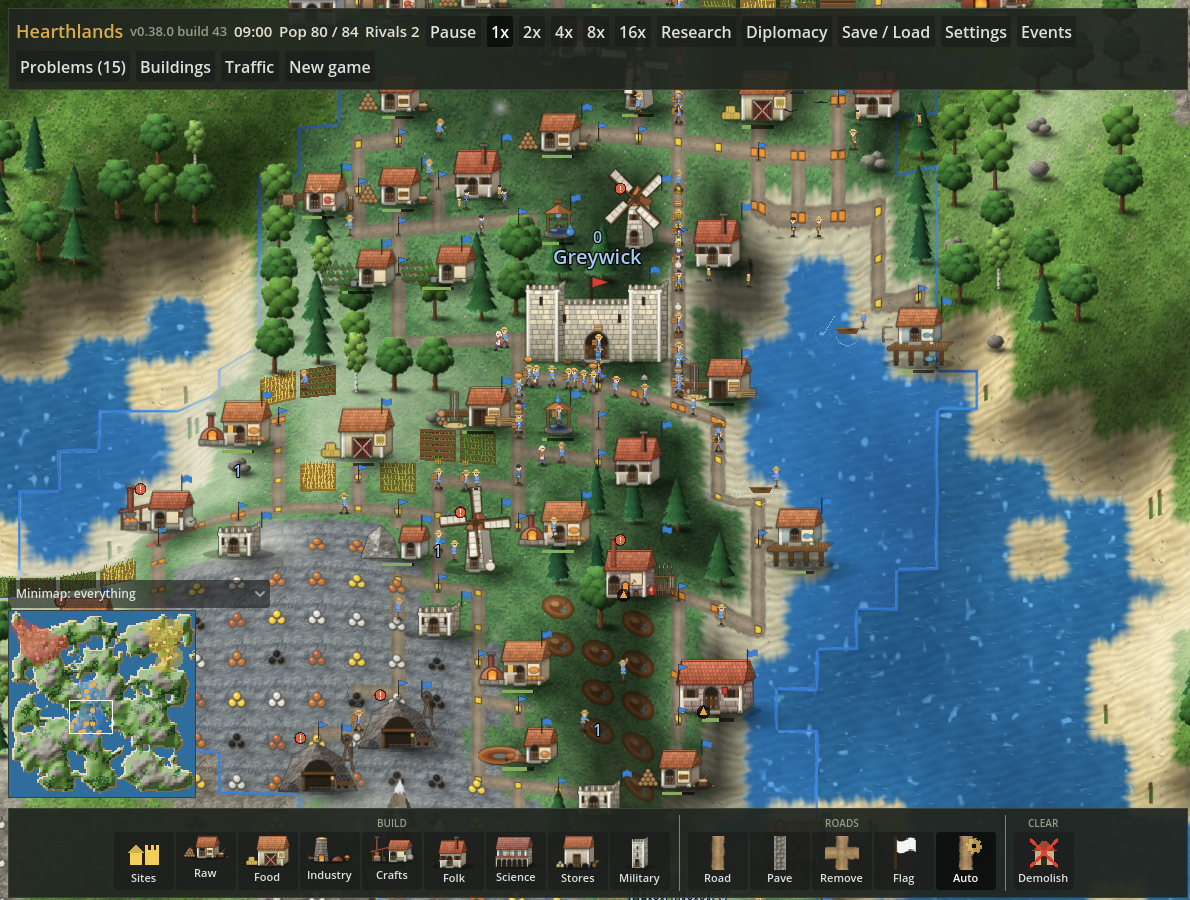 Hearthlands v0.38.0 build 43 09:00 Pop 80 / 84 Rivals 2 Pause 1x 2x 4x 8x 16x Research Diplomacy Save / Load Settings Events
Problems (15) Buildings Traffic New game
0
Greywick
1
1
1
Minimap: everything
BUILD ROADS CLEAR
Sites Raw Food Industry Crafts Folk Science Stores Military Road Pave Remove Flag Auto Demolish